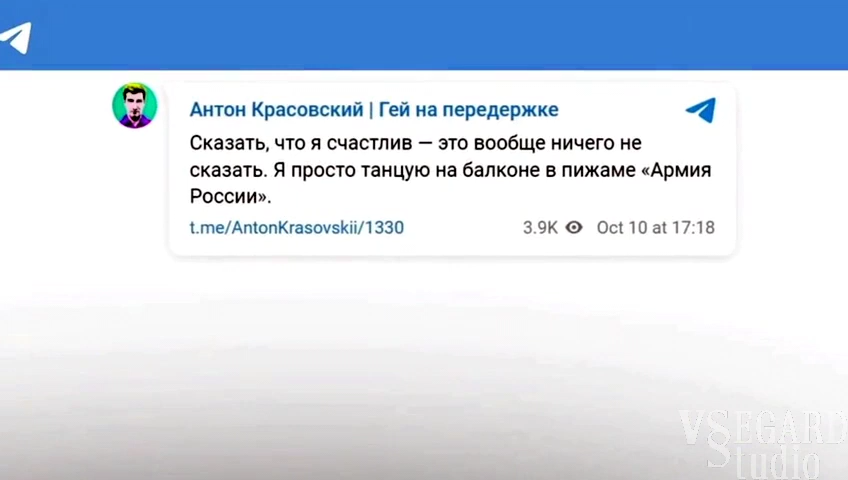 Антон Красовский | Гей на передержке
Сказать, что я счастлив — это вообще ничего не
сказать. Я просто танцую на балконе в пижаме «Армия
России».
t.me/AntonKrasovskii/1330 3.9K Oct 10 at 17:18
VSEGARD
Studio